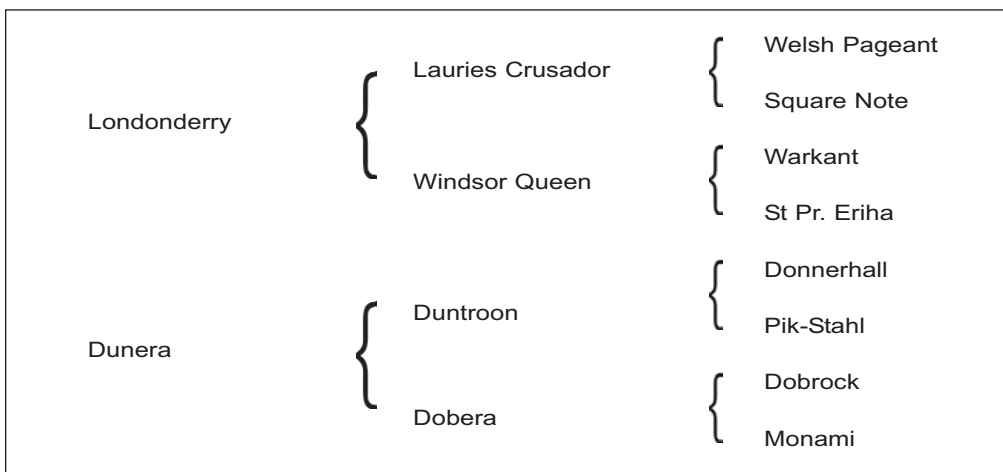 Welsh Pageant
Lauries Crusador
Square Note
Londonderry
Warkant
Windsor Queen
St Pr. Eriha
Donnerhall
Duntroon
Pik-Stahl
Dunera
Dobrock
Dobera
Monami